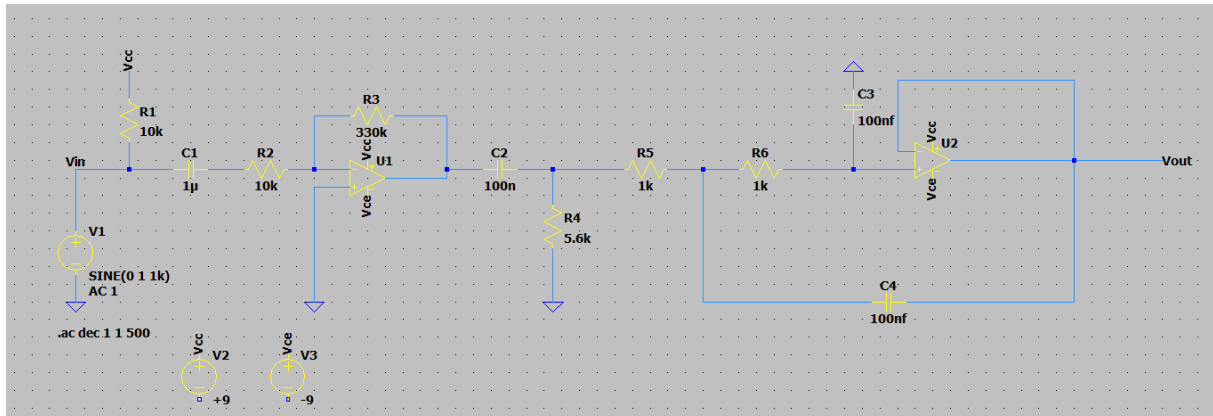 Vcc
R1
10k
Vin
C1
1µ
R2
10k
R3
330k
Vcc
U1
Vce
C2
100n
R4
5.6k
R5
1k
R6
1k
C3
100nf
Vcc
U2
Vce
Vout
C4
100nf
V1
SINE(0 1 1k)
AC 1
.ac dec 1 1 500
Vcc
V2
+9
Vce
V3
-9